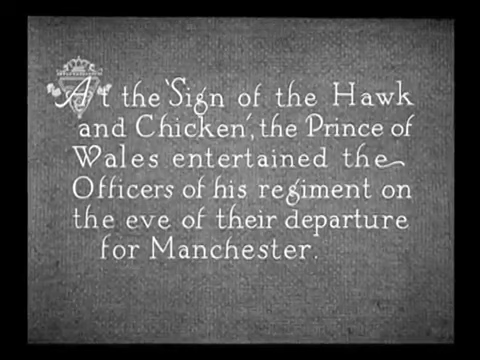 At the 'Sign of the Hawk
and Chicken', the Prince of
Wales entertained the
Officers of his regiment on
the eve of their departure
for Manchester.